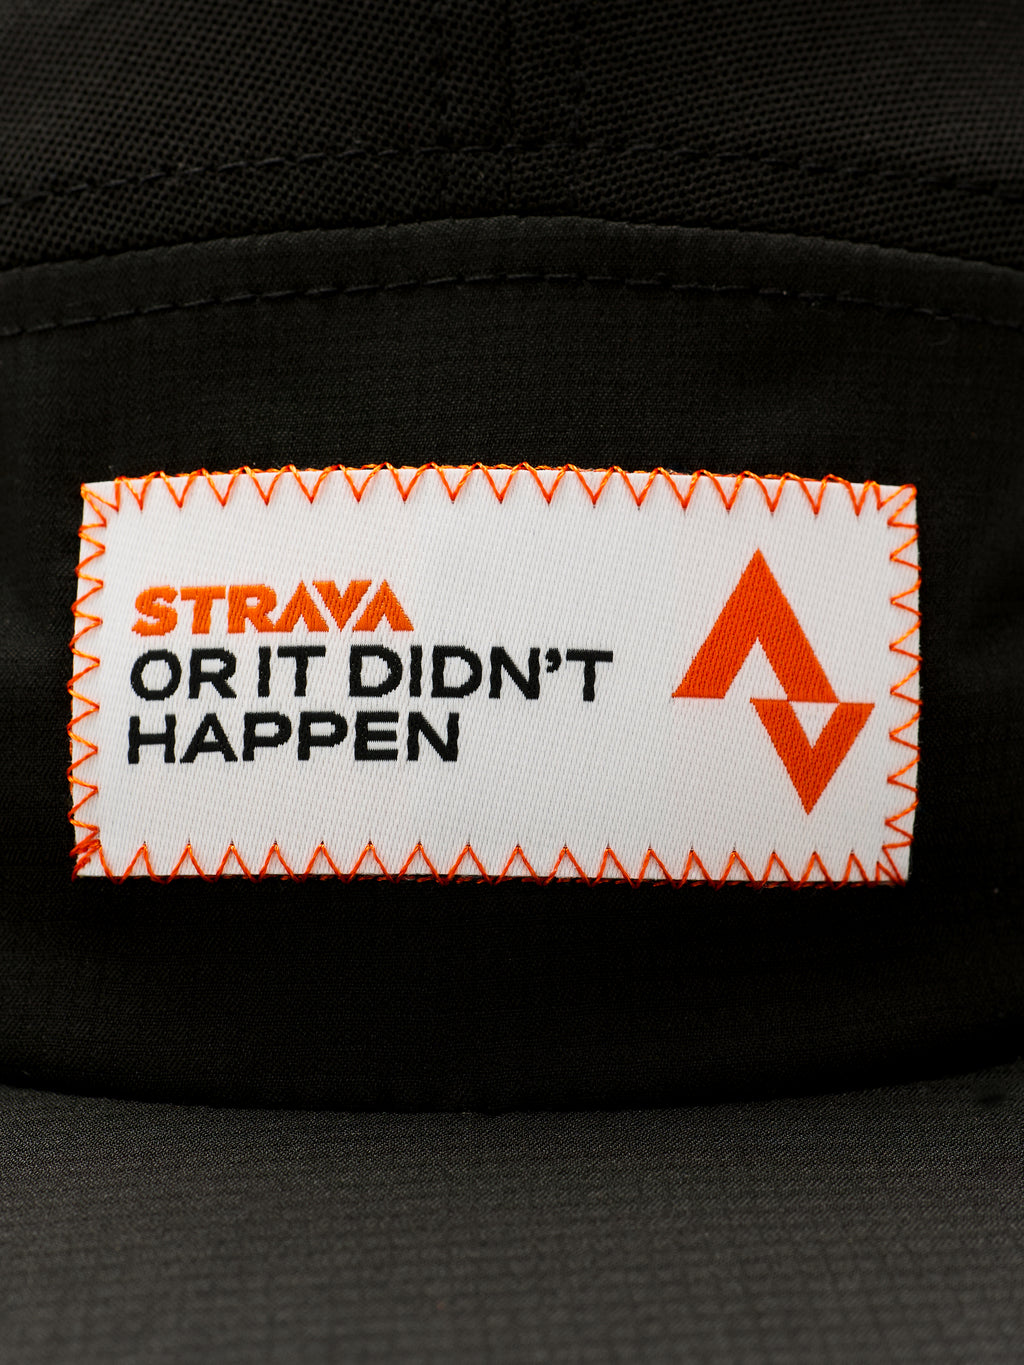 STRAVA
OR IT DIDN’T
HAPPEN